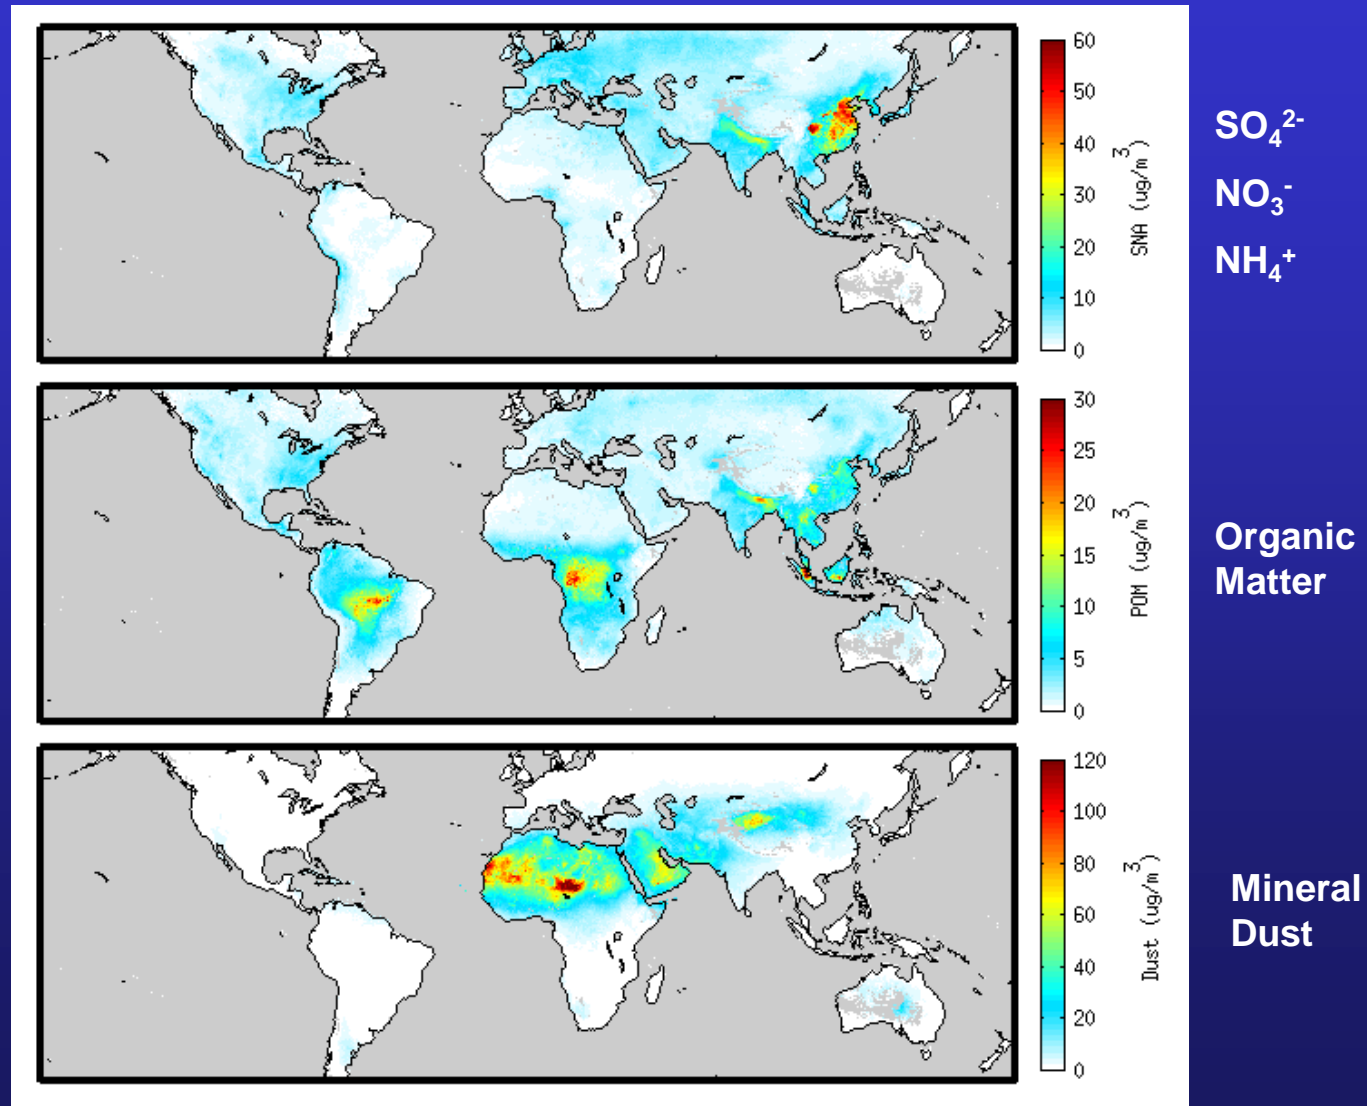 60
50
40
30
20
10
0
SNA (ug/m³)
SO₄²⁻
NO₃⁻
NH₄⁺
30
25
20
15
10
5
0
POM (ug/m³)
Organic
Matter
120
100
80
60
40
20
0
Dust (ug/m³)
Mineral
Dust